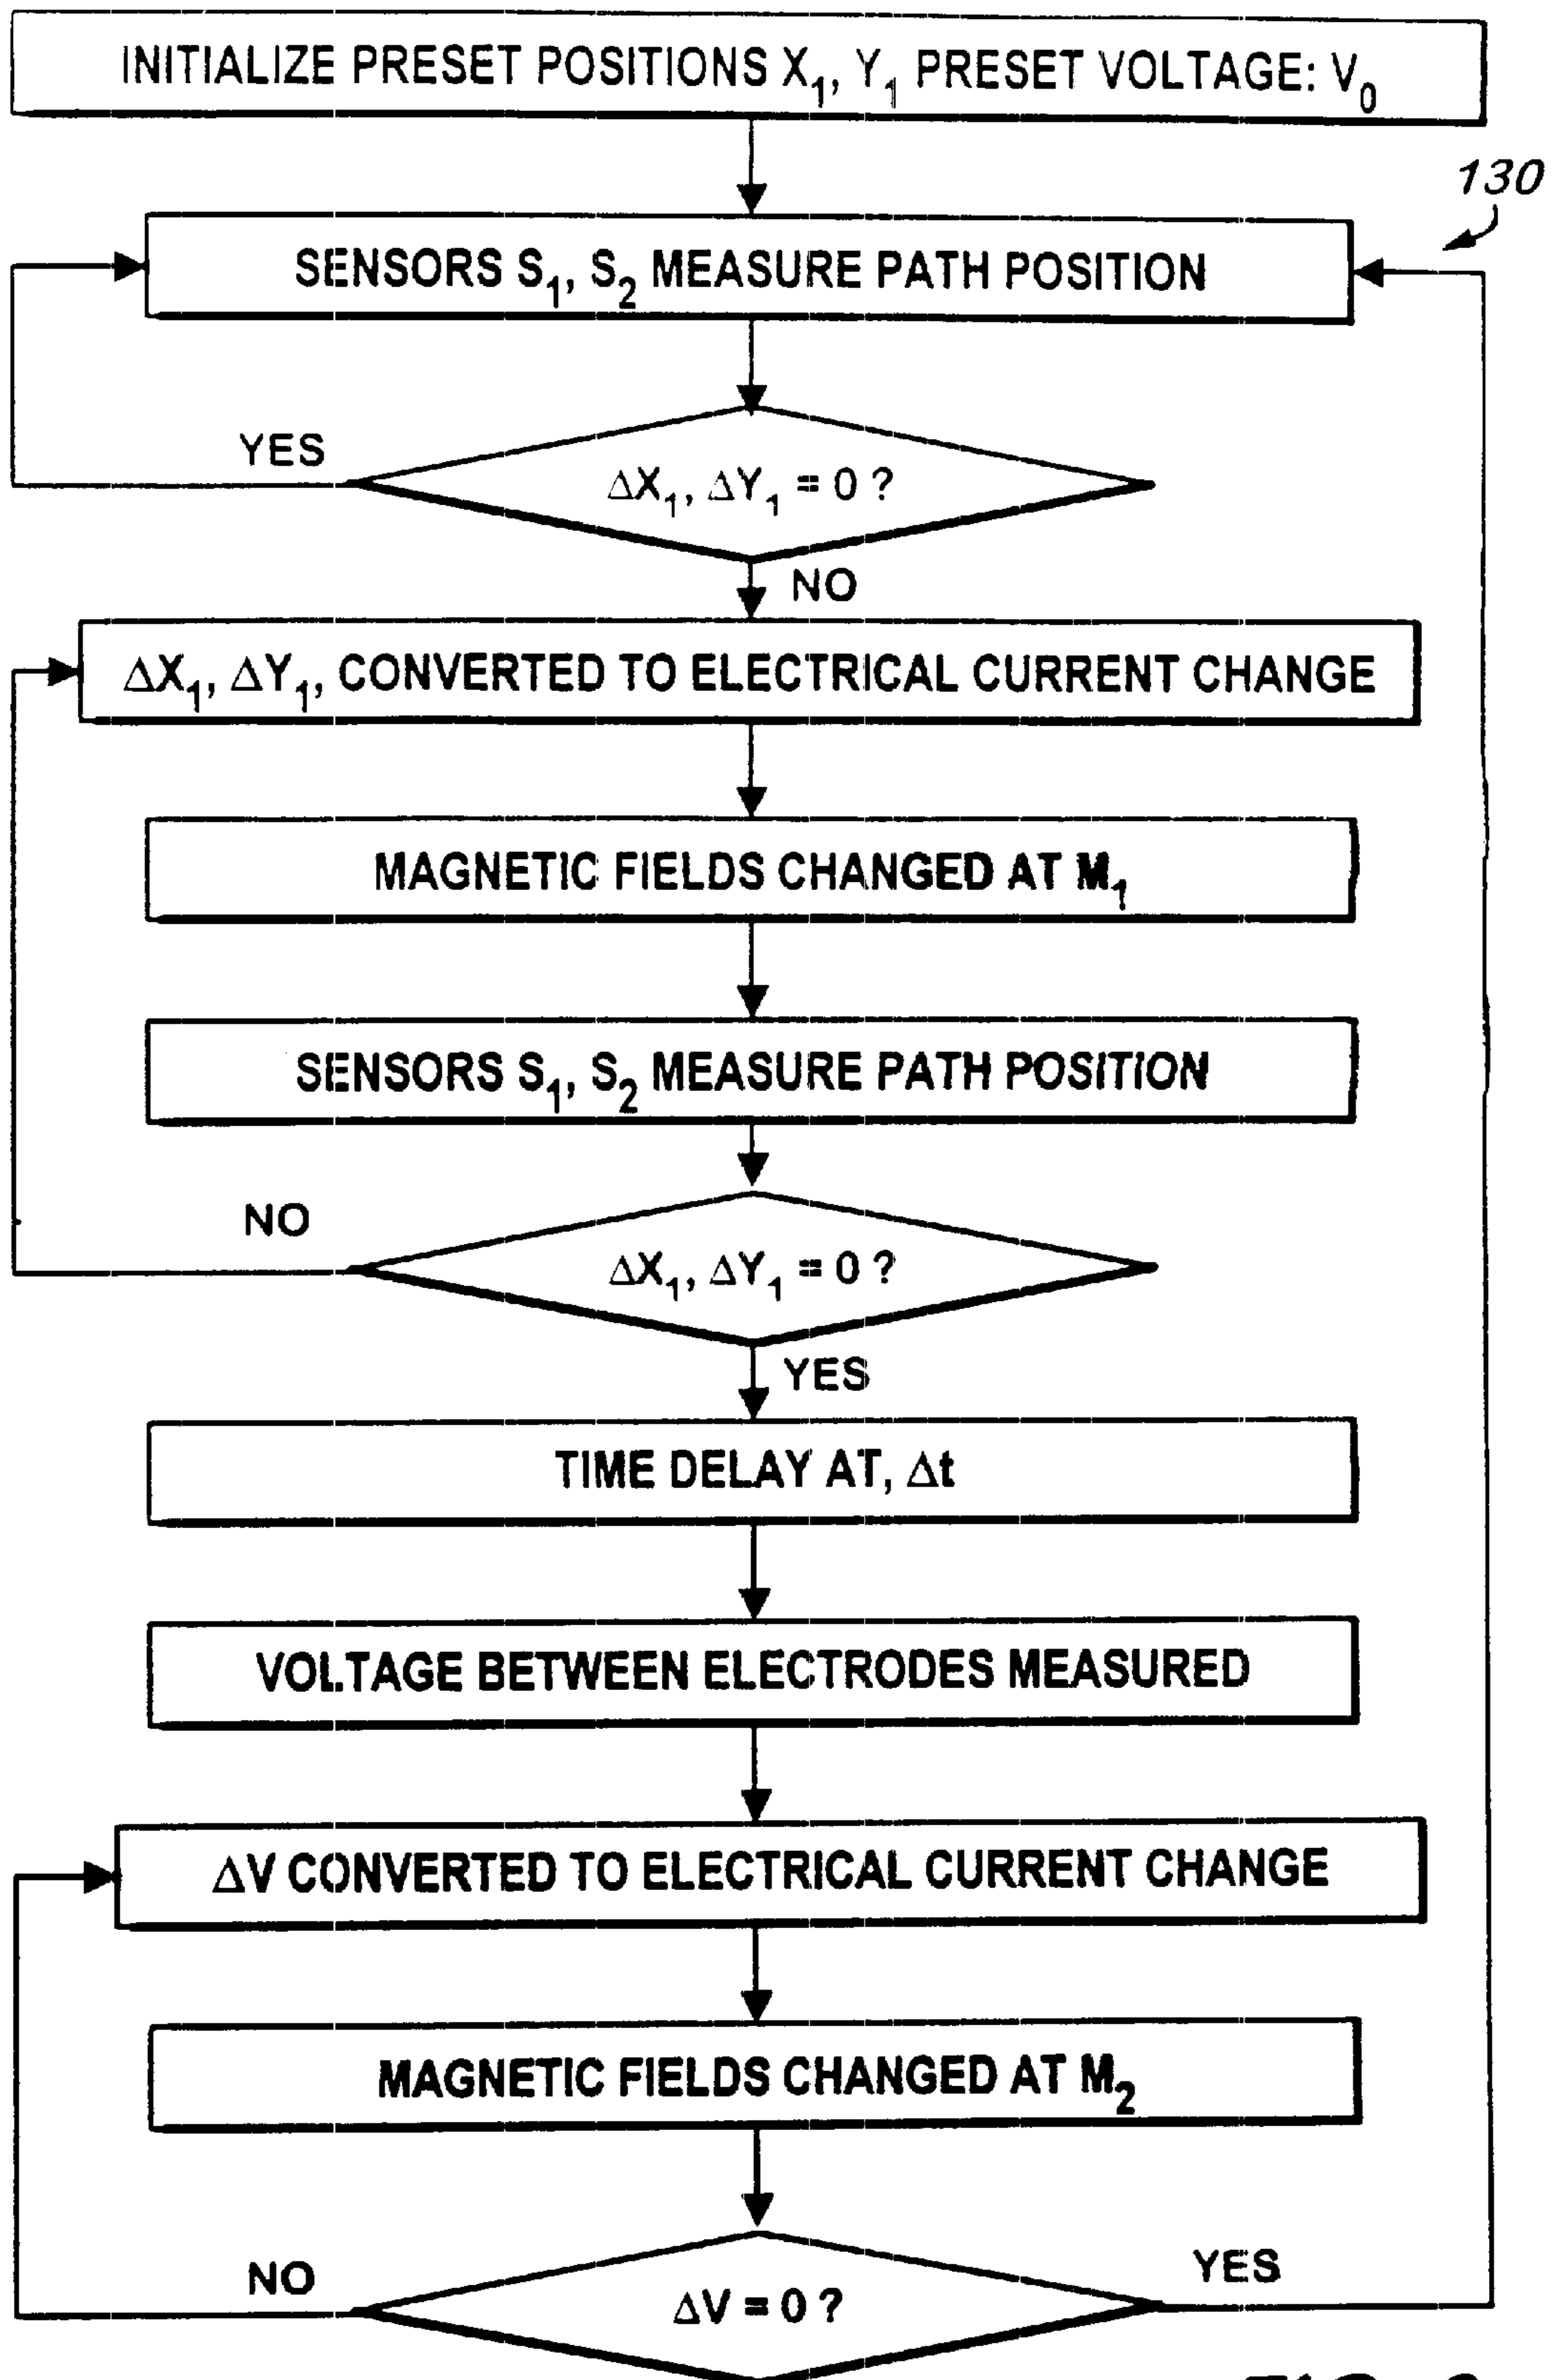 INITIALIZE PRESET POSITIONS X₁, Y₁ PRESET VOLTAGE: V₀
130
SENSORS S₁, S₂ MEASURE PATH POSITION
YES
ΔX₁, ΔY₁ = 0 ?
NO
ΔX₁, ΔY₁, CONVERTED TO ELECTRICAL CURRENT CHANGE
MAGNETIC FIELDS CHANGED AT M₁
SENSORS S₁, S₂ MEASURE PATH POSITION
NO
ΔX₁, ΔY₁ = 0 ?
YES
TIME DELAY AT, Δt
VOLTAGE BETWEEN ELECTRODES MEASURED
ΔV CONVERTED TO ELECTRICAL CURRENT CHANGE
MAGNETIC FIELDS CHANGED AT M₂
NO
YES
ΔV = 0 ?